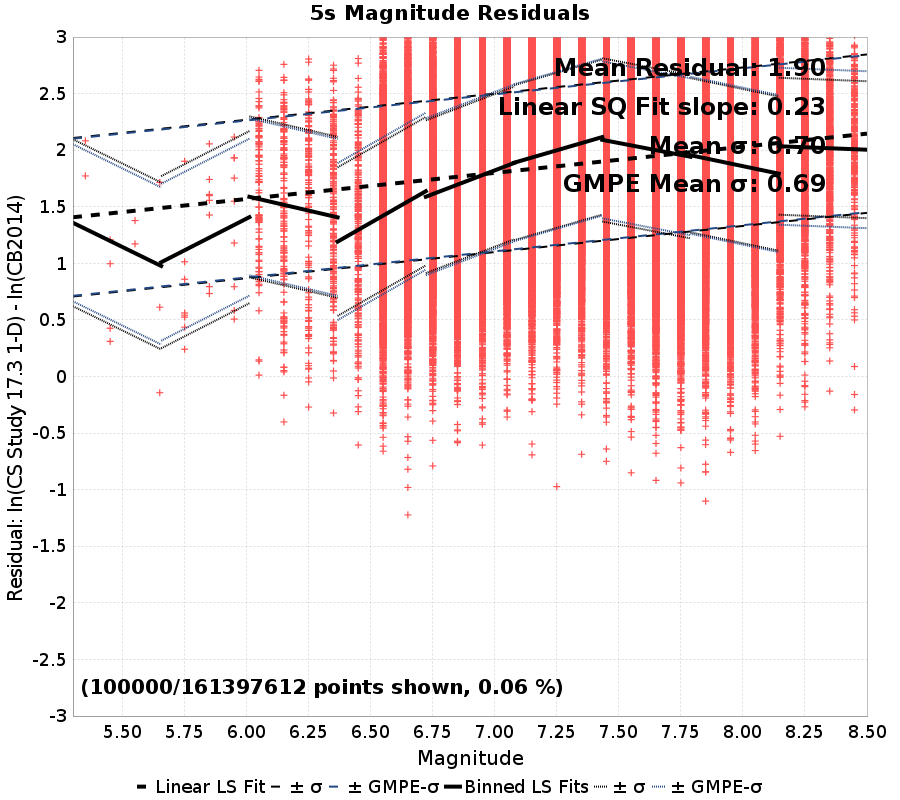 5s Magnitude Residuals
Mean Residual: 1.90
Linear SQ Fit slope: 0.23
Mean σ: 0.70
GMPE Mean σ: 0.69
Residual: ln(CS Study 17.3 1-D) - ln(CB2014)
3
2.5
2
1.5
1
0.5
0
-0.5
-1
-1.5
-2
-2.5
-3
(100000/161397612 points shown, 0.06 %)
5.50 5.75 6.00 6.25 6.50 6.75 7.00 7.25 7.50 7.75 8.00 8.25 8.50
Magnitude
Linear LS Fit ± σ ± GMPE-σ Binned LS Fits ± σ ± GMPE-σ